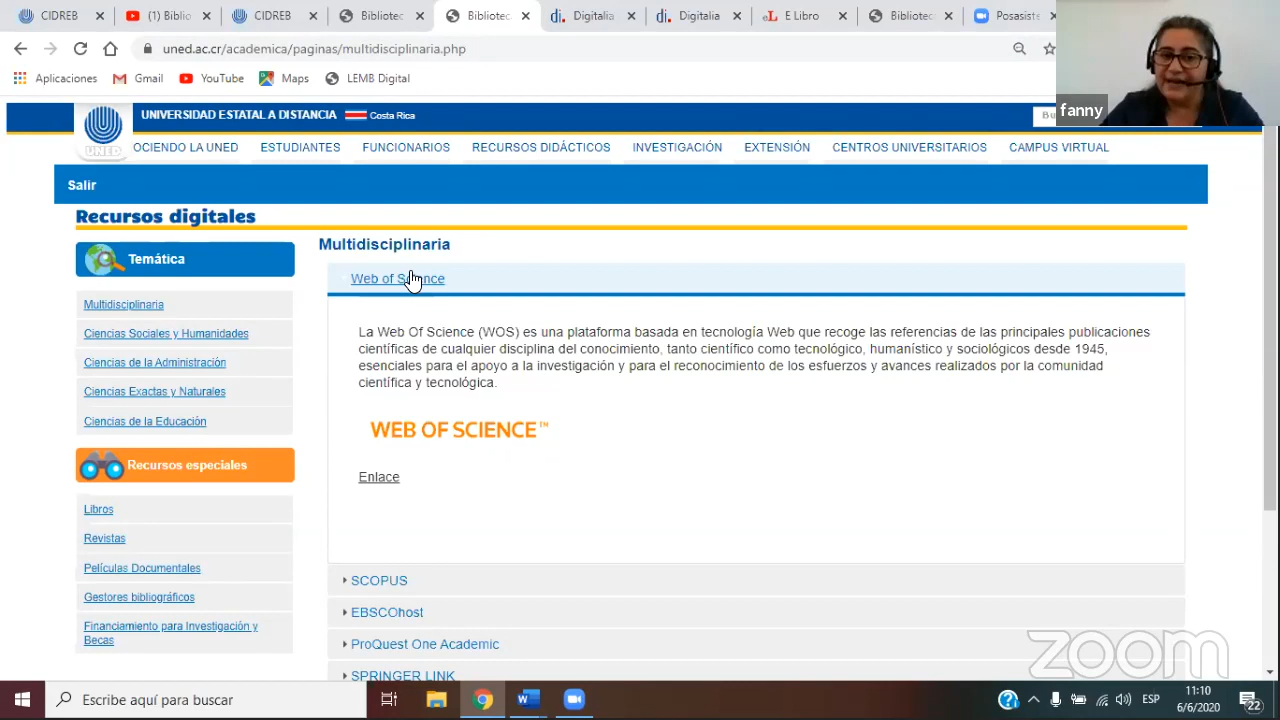 CIDREB
(1) Biblio
CIDREB
Bibliotec
Bibliotec
di. Digitalia
di. Digitalia
eL E Libro
Bibliotec
Posasiste
uned.ac.cr/academica/paginas/multidisciplinaria.php
Aplicaciones
Gmail
YouTube
Maps
LEMB Digital
fanny
UNED
UNIVERSIDAD ESTATAL A DISTANCIA
Costa Rica
Bu
OCIENDO LA UNED
ESTUDIANTES
FUNCIONARIOS
RECURSOS DIDÁCTICOS
INVESTIGACIÓN
EXTENSIÓN
CENTROS UNIVERSITARIOS
CAMPUS VIRTUAL
Salir
Recursos digitales
Temática
Multidisciplinaria
Ciencias Sociales y Humanidades
Ciencias de la Administración
Ciencias Exactas y Naturales
Ciencias de la Educación
Recursos especiales
Libros
Revistas
Películas Documentales
Gestores bibliográficos
Financiamiento para Investigación y
Becas
Multidisciplinaria
Web of Science
La Web Of Science (WOS) es una plataforma basada en tecnología Web que recoge las referencias de las principales publicaciones
científicas de cualquier disciplina del conocimiento, tanto científico como tecnológico, humanístico y sociológicos desde 1945,
esenciales para el apoyo a la investigación y para el reconocimiento de los esfuerzos y avances realizados por la comunidad
científica y tecnológica.
WEB OF SCIENCE™
Enlace
SCOPUS
EBSCOhost
ProQuest One Academic
SPRINGER LINK
zoom
Escribe aquí para buscar
ESP
11:10
6/6/2020
22